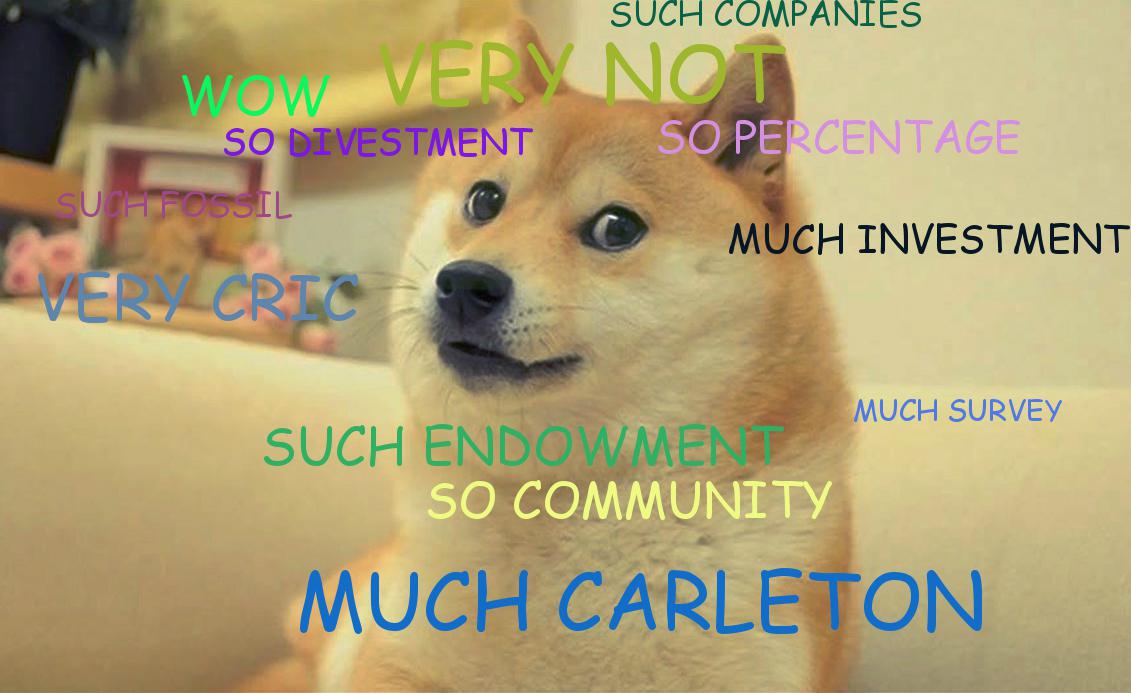 SUCH COMPANIES
VERY NOT
WOW
SO DIVESTMENT
SO PERCENTAGE
SUCH FOSSIL
MUCH INVESTMENT
VERY CRIC
MUCH SURVEY
SUCH ENDOWMENT
SO COMMUNITY
MUCH CARLETON